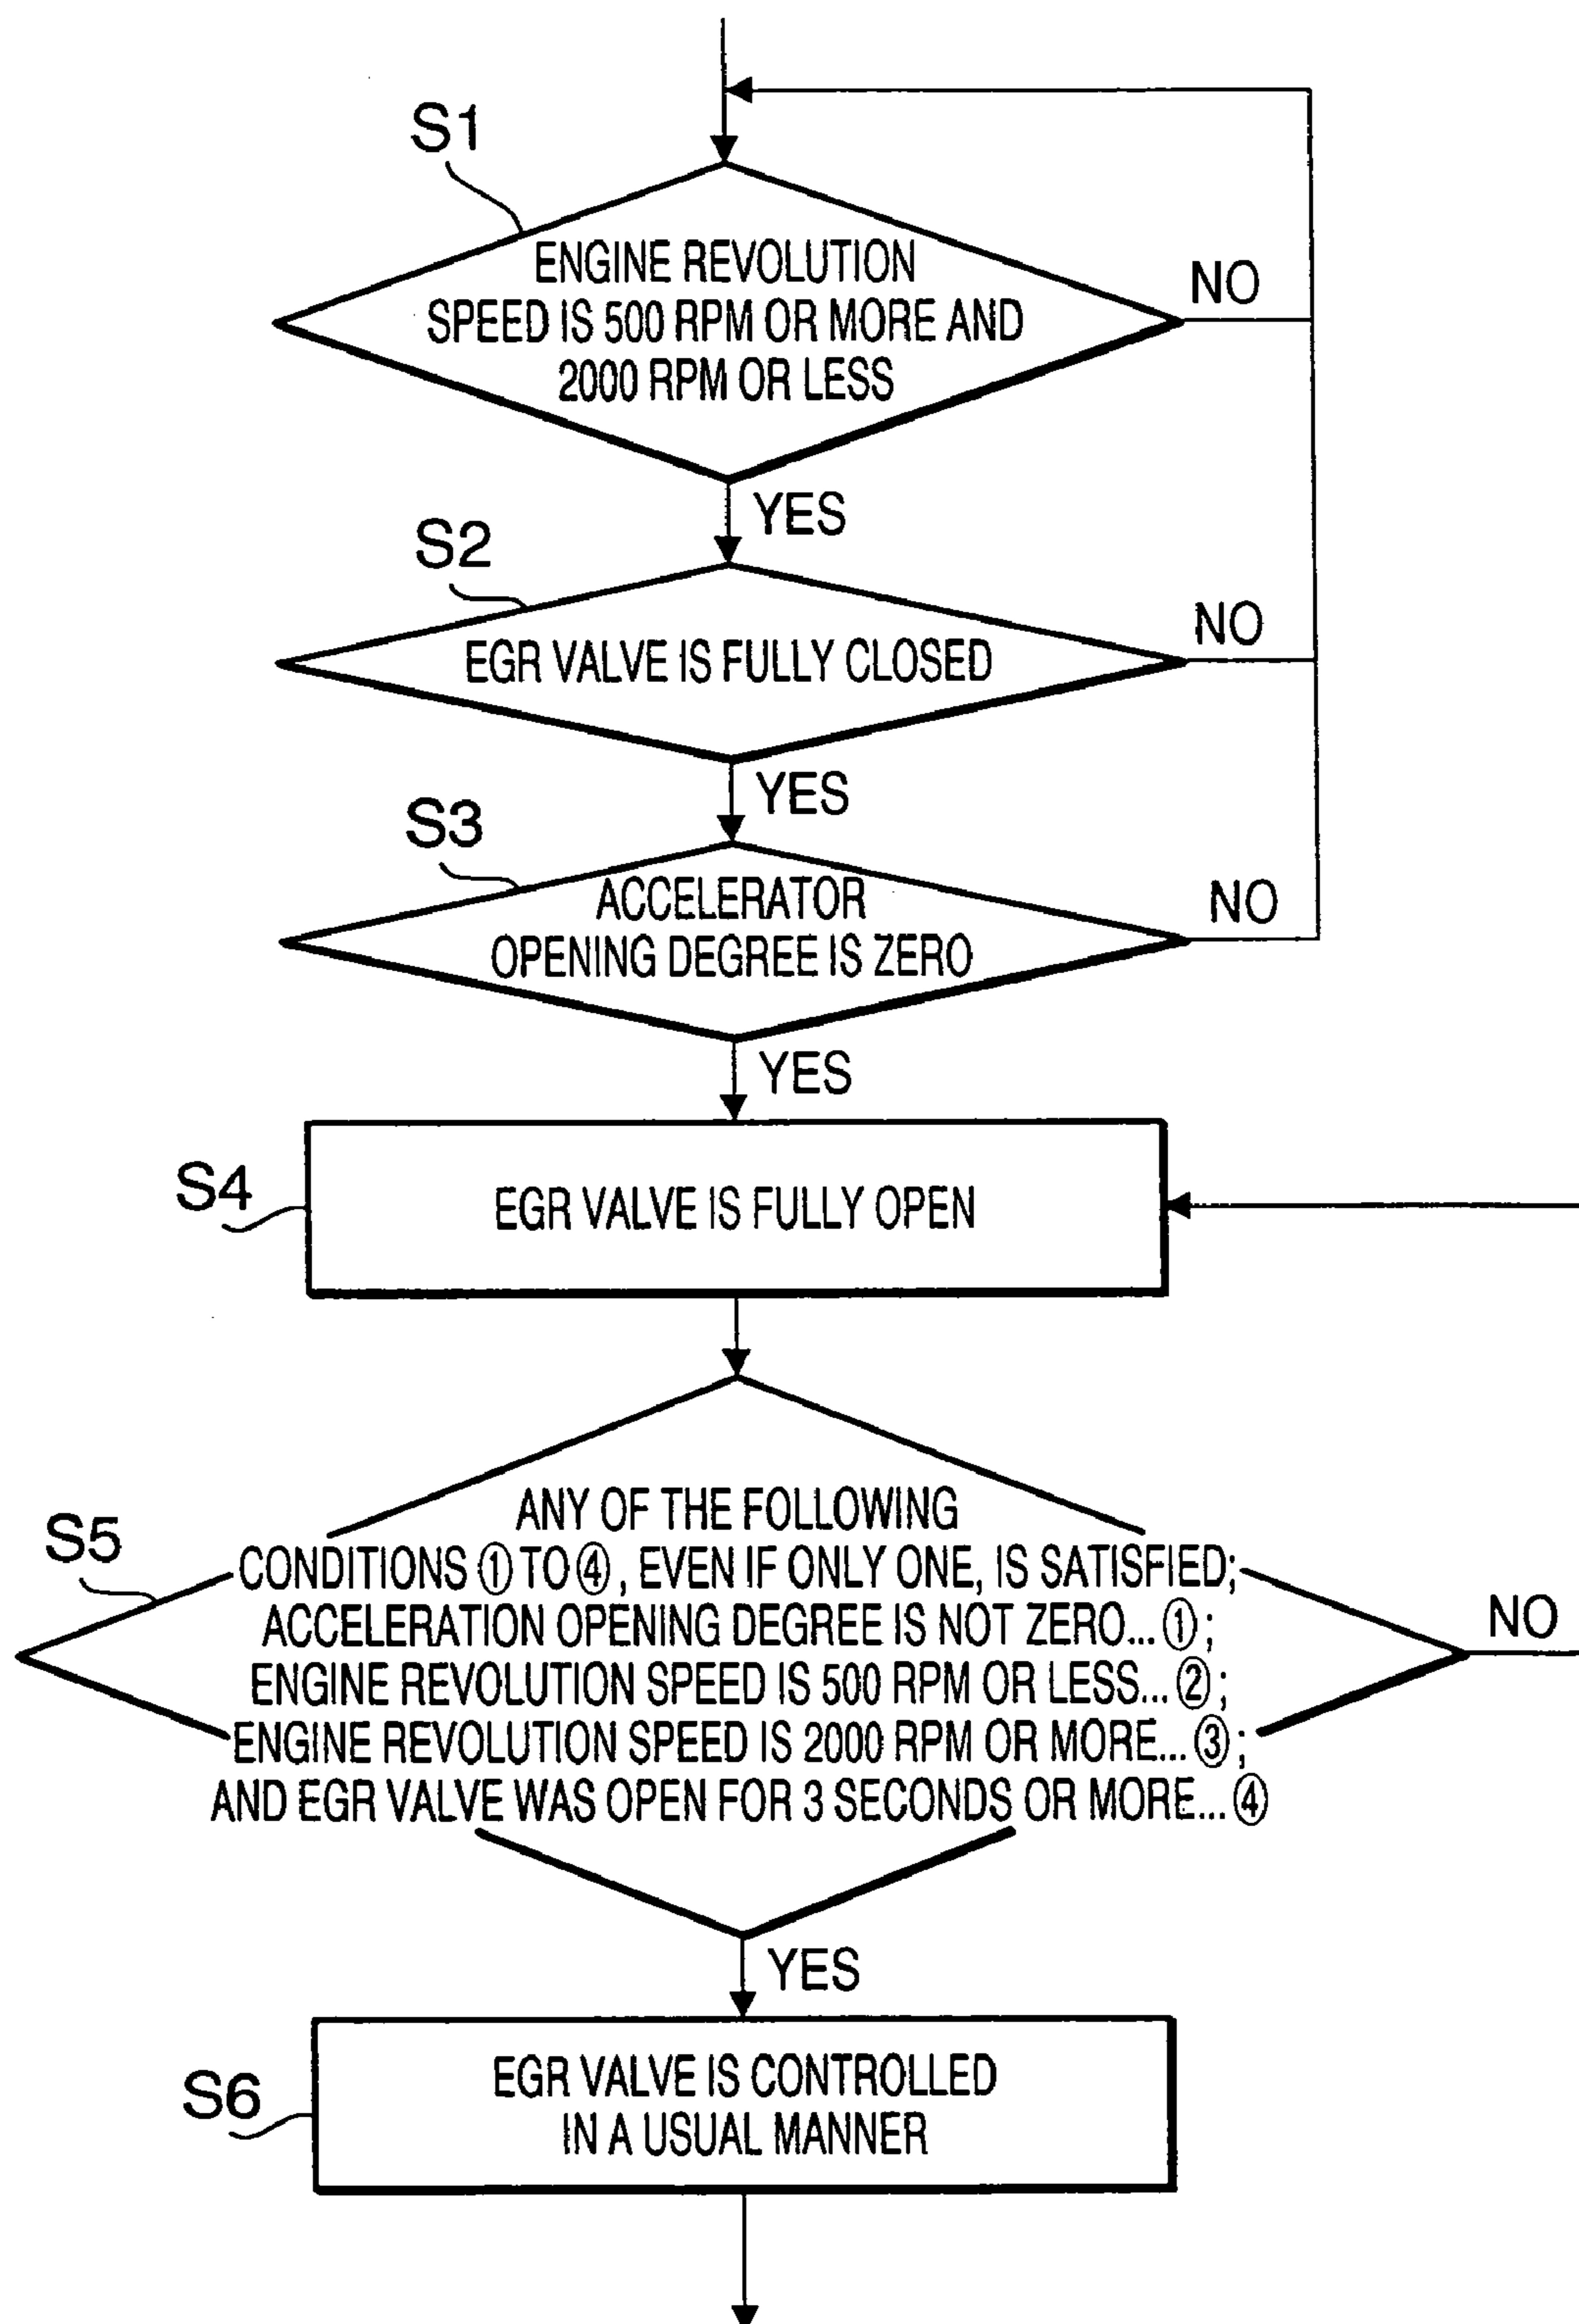 S1
ENGINE REVOLUTION
SPEED IS 500 RPM OR MORE AND
2000 RPM OR LESS
NO
YES
S2
EGR VALVE IS FULLY CLOSED
NO
YES
S3
ACCELERATOR
OPENING DEGREE IS ZERO
NO
YES
S4
EGR VALVE IS FULLY OPEN
S5
ANY OF THE FOLLOWING
CONDITIONS ① TO ④, EVEN IF ONLY ONE, IS SATISFIED;
ACCELERATION OPENING DEGREE IS NOT ZERO...①;
ENGINE REVOLUTION SPEED IS 500 RPM OR LESS...②;
ENGINE REVOLUTION SPEED IS 2000 RPM OR MORE...③;
AND EGR VALVE WAS OPEN FOR 3 SECONDS OR MORE...④
NO
YES
S6
EGR VALVE IS CONTROLLED
IN A USUAL MANNER